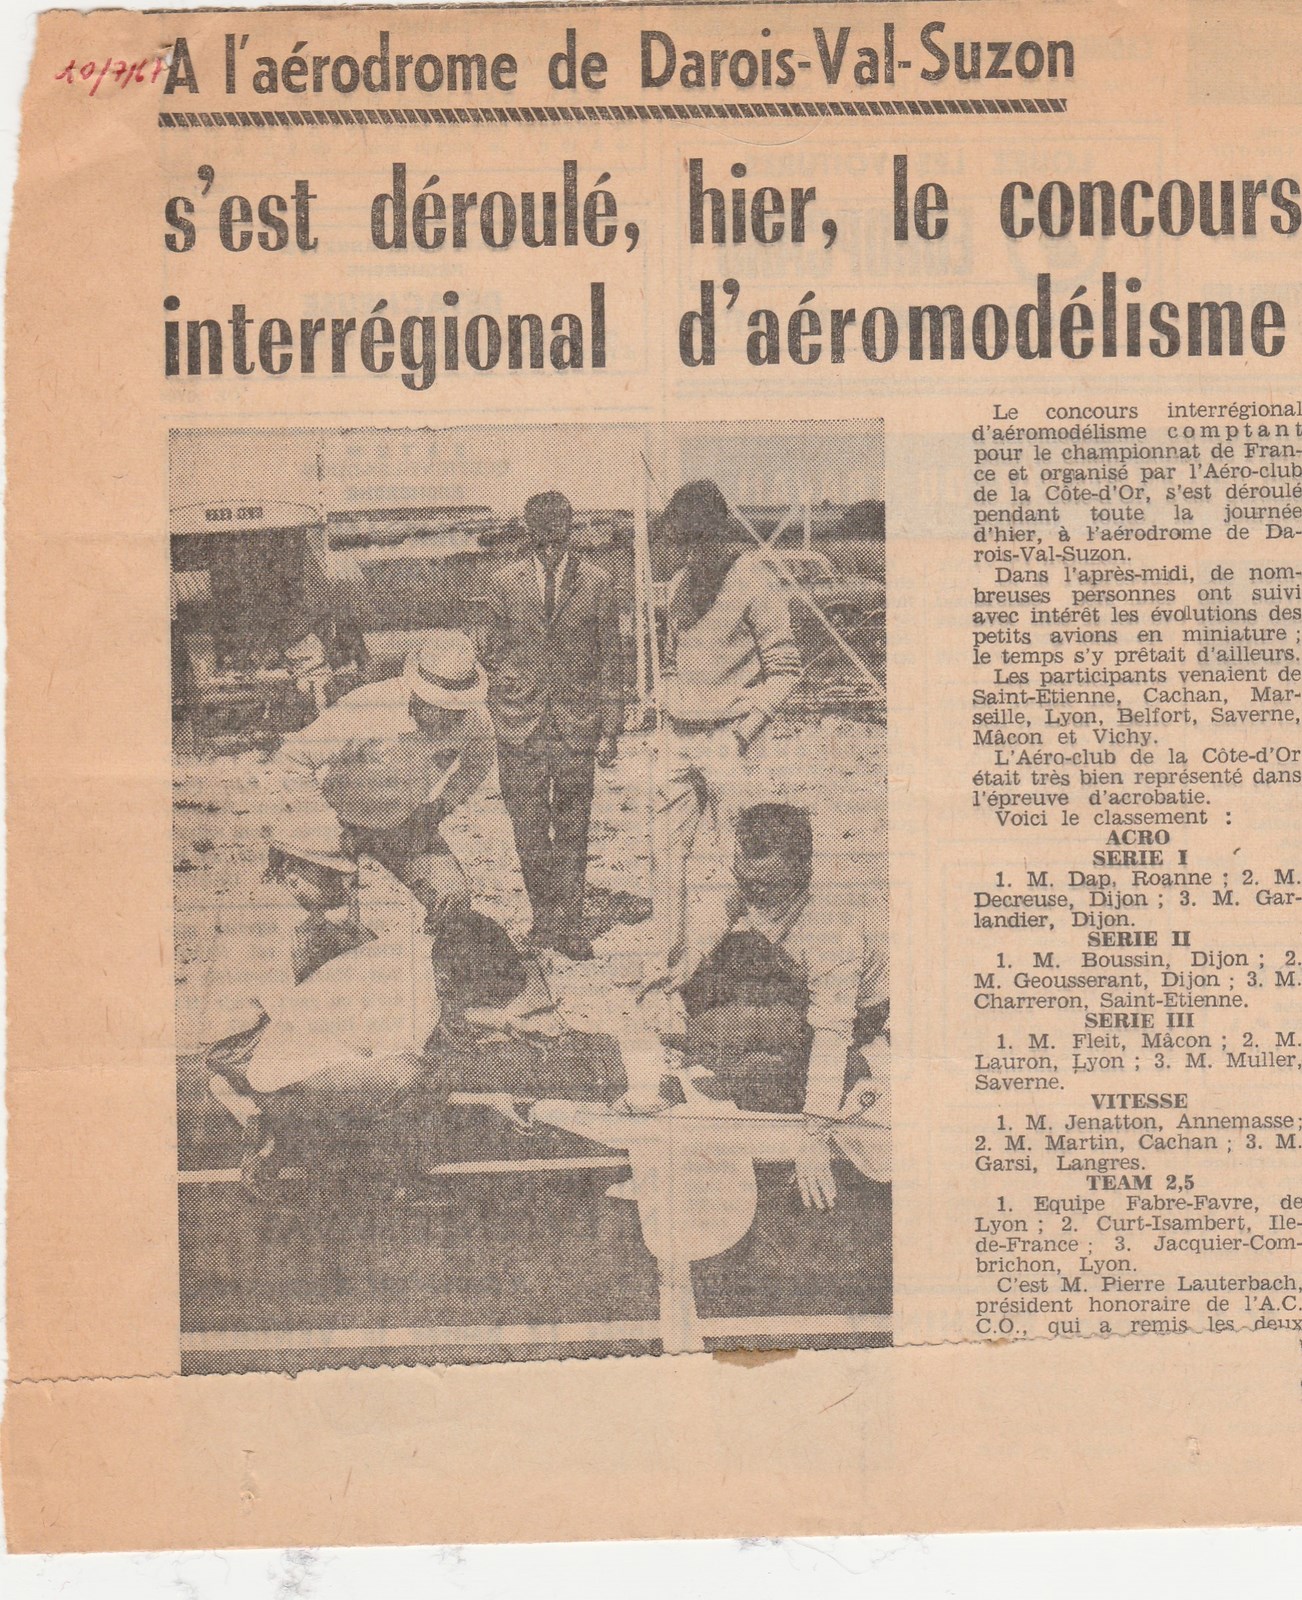 A l'aérodrome de Darois-Val-Suzon
s'est déroulé, hier, le concours
interrégional d'aéromodélisme
Le concours interrégional
d'aéromodélisme comptant
pour le championnat de Fran-
ce et organisé par l'Aéro-club
de la Côte-d'Or, s'est déroulé
pendant toute la journée
d'hier, à l'aérodrome de Da-
rois-Val-Suzon.
Dans l'après-midi, de nom-
breuses personnes ont suivi
avec intérêt les évolutions des
petits avions en miniature ;
le temps s'y prêtait d'ailleurs.
Les participants venaient de
Saint-Etienne, Cachan, Mar-
seille, Lyon, Belfort, Saverne,
Mâcon et Vichy.
L'Aéro-club de la Côte-d'Or
était très bien représenté dans
l'épreuve d'acrobatie.
Voici le classement :
ACRO
SERIE I
1. M. Dap, Roanne ; 2. M.
Decreuse, Dijon ; 3. M. Gar-
landier, Dijon.
SERIE II
1. M. Boussin, Dijon ; 2.
M. Geousserant, Dijon ; 3. M.
Charreron, Saint-Etienne.
SERIE III
1. M. Fleit, Mâcon ; 2. M.
Lauron, Lyon ; 3. M. Muller,
Saverne.
VITESSE
1. M. Jenatton, Annemasse;
2. M. Martin, Cachan ; 3. M.
Garsi, Langres.
TEAM 2,5
1. Equipe Fabre-Favre, de
Lyon ; 2. Curt-Isambert, Ile-
de-France ; 3. Jacquier-Com-
brichon, Lyon.
C'est M. Pierre Lauterbach,
président honoraire de l'A.C.
C.O., qui a remis les deux